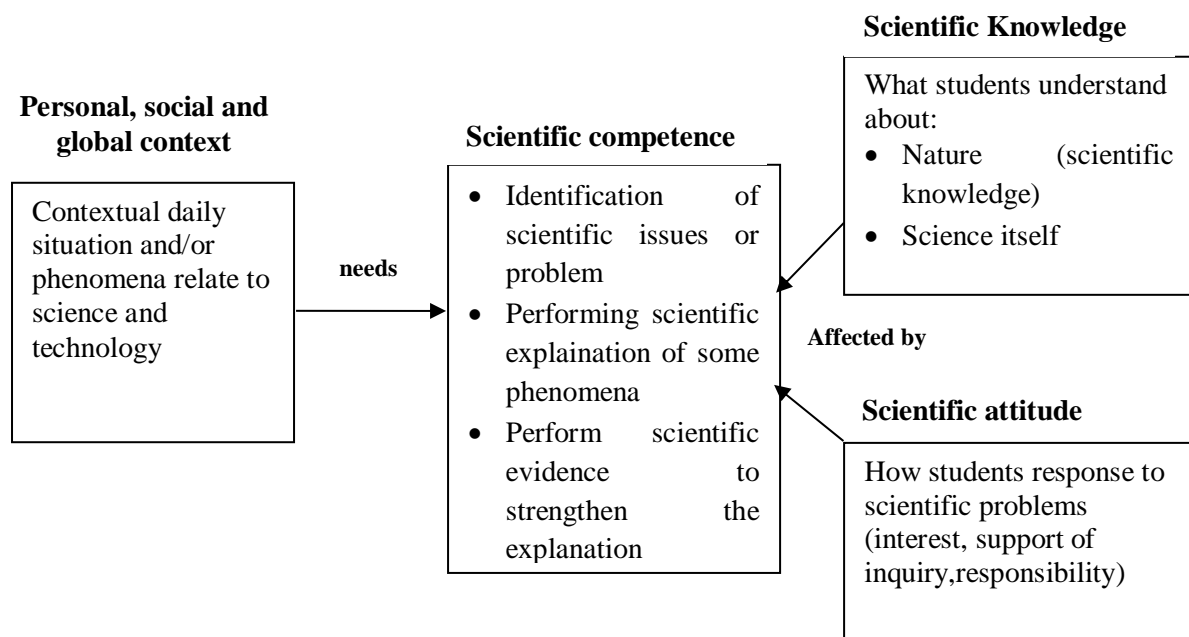 Personal, social and
global context
Contextual daily
situation and/or
phenomena relate to
science and
technology
needs
Scientific competence
• Identification of
scientific issues or
problem
• Performing scientific
explaination of some
phenomena
• Perform scientific
evidence to
strengthen the
explanation
Scientific Knowledge
What students understand
about:
• Nature (scientific
knowledge)
• Science itself
Affected by
Scientific attitude
How students response to
scientific problems
(interest, support of
inquiry,responsibility)